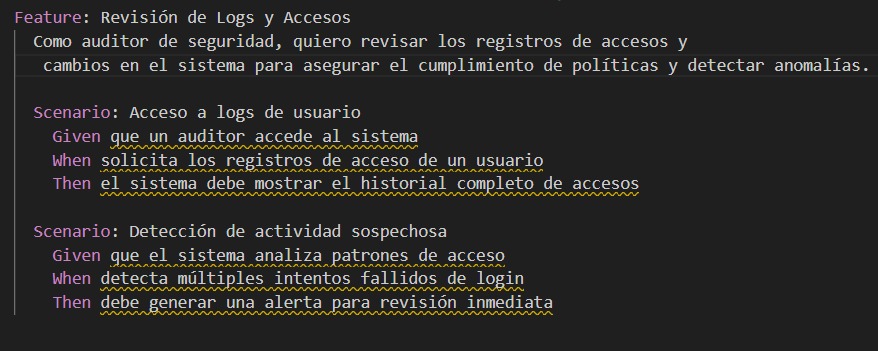 Feature: Revisión de Logs y Accesos
Como auditor de seguridad, quiero revisar los registros de accesos y
cambios en el sistema para asegurar el cumplimiento de políticas y detectar anomalías.
Scenario: Acceso a logs de usuario
Given que un auditor accede al sistema
When solicita los registros de acceso de un usuario
Then el sistema debe mostrar el historial completo de accesos
Scenario: Detección de actividad sospechosa
Given que el sistema analiza patrones de acceso
When detecta múltiples intentos fallidos de login
Then debe generar una alerta para revisión inmediata